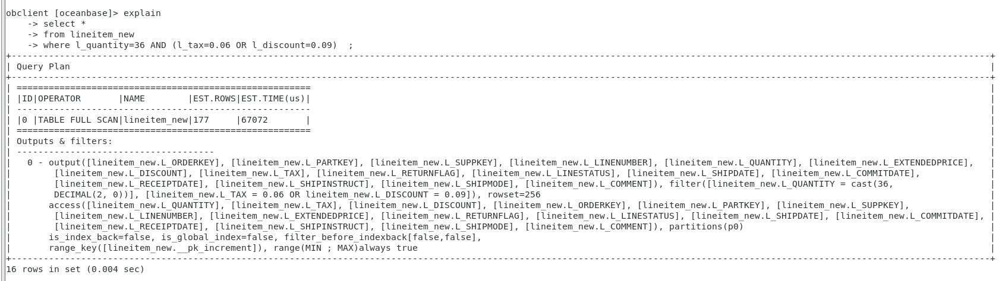 obclient [oceanbase]> explain
    -> select *
    -> from lineitem_new
    -> where l_quantity=36 AND (l_tax=0.06 OR l_discount=0.09)  ;
+---------------------------------------------------------------------------------------------------------------------------------------------------------------------------------------+
| Query Plan                                                                                                                                                                            |
+---------------------------------------------------------------------------------------------------------------------------------------------------------------------------------------+
| =======================================================                                                                                                                               |
| |ID|OPERATOR       |NAME        |EST.ROWS|EST.TIME(us)|                                                                                                                               |
| -------------------------------------------------------                                                                                                                               |
| |0 |TABLE FULL SCAN|lineitem_new|177     |67072       |                                                                                                                               |
| =======================================================                                                                                                                               |
| Outputs & filters:                                                                                                                                                                    |
| -------------------------------------                                                                                                                                                 |
|   0 - output([lineitem_new.L_ORDERKEY], [lineitem_new.L_PARTKEY], [lineitem_new.L_SUPPKEY], [lineitem_new.L_LINENUMBER], [lineitem_new.L_QUANTITY], [lineitem_new.L_EXTENDEDPRICE],   |
|        [lineitem_new.L_DISCOUNT], [lineitem_new.L_TAX], [lineitem_new.L_RETURNFLAG], [lineitem_new.L_LINESTATUS], [lineitem_new.L_SHIPDATE], [lineitem_new.L_COMMITDATE],             |
|        [lineitem_new.L_RECEIPTDATE], [lineitem_new.L_SHIPINSTRUCT], [lineitem_new.L_SHIPMODE], [lineitem_new.L_COMMENT]), filter([lineitem_new.L_QUANTITY = cast(36,                  |
|        DECIMAL(2, 0))], [lineitem_new.L_TAX = 0.06 OR lineitem_new.L_DISCOUNT = 0.09]), rowset=256                                                                                    |
|       access([lineitem_new.L_QUANTITY], [lineitem_new.L_TAX], [lineitem_new.L_DISCOUNT], [lineitem_new.L_ORDERKEY], [lineitem_new.L_PARTKEY], [lineitem_new.L_SUPPKEY],               |
|        [lineitem_new.L_LINENUMBER], [lineitem_new.L_EXTENDEDPRICE], [lineitem_new.L_RETURNFLAG], [lineitem_new.L_LINESTATUS], [lineitem_new.L_SHIPDATE], [lineitem_new.L_COMMITDATE], |
|        [lineitem_new.L_RECEIPTDATE], [lineitem_new.L_SHIPINSTRUCT], [lineitem_new.L_SHIPMODE], [lineitem_new.L_COMMENT]), partitions(p0)                                              |
|       is_index_back=false, is_global_index=false, filter_before_indexback[false,false],                                                                                               |
|       range_key([lineitem_new.__pk_increment]), range(MIN ; MAX)always true                                                                                                           |
+---------------------------------------------------------------------------------------------------------------------------------------------------------------------------------------+
16 rows in set (0.004 sec)